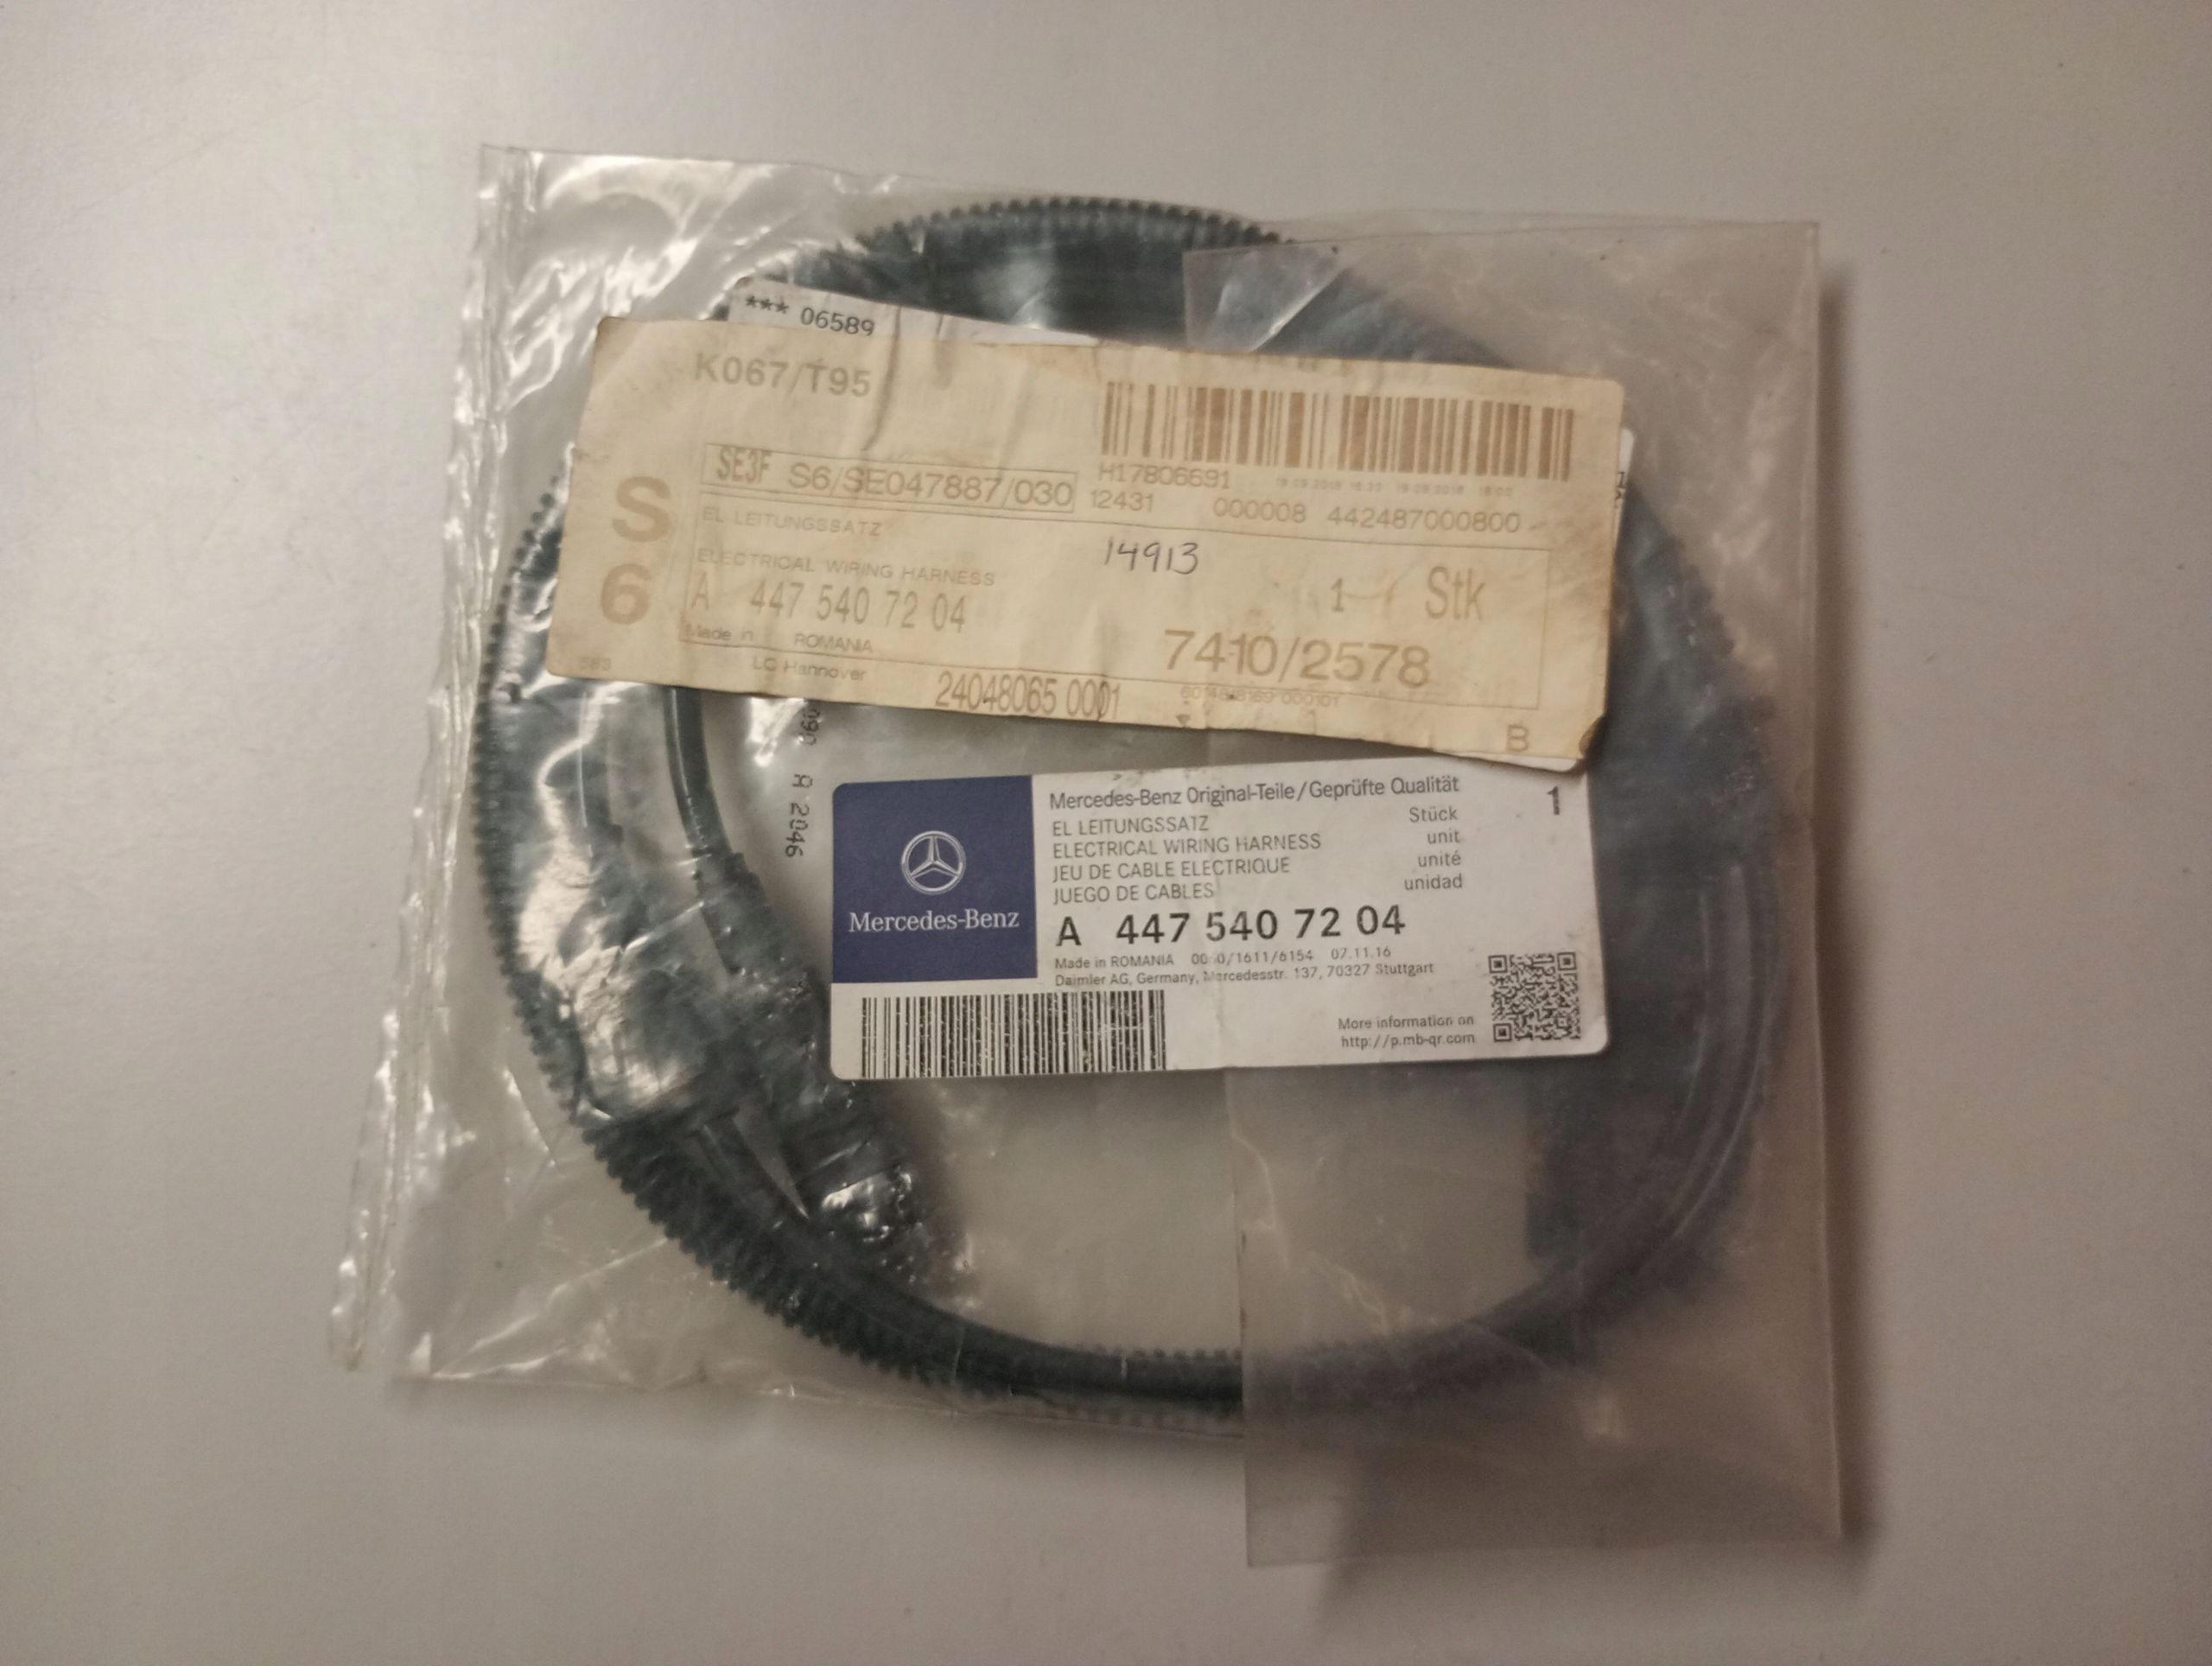 *** 06589
K067/T95
SE3F S6/SE047887/030
H17806691
12431 000008 442487000800
S
6
EL LEITUNGSSATZ
14913
ELECTRICAL WIRING HARNESS
A 447 540 72 04
1 Stk
Made in ROMANIA
7410/2578
LC Hannover
24048065 0001
B
A 2046
Mercedes-Benz
Mercedes-Benz Original-Teile/Geprüfte Qualität
1
EL LEITUNGSSATZ Stück
ELECTRICAL WIRING HARNESS unit
JEU DE CABLE ELECTRIQUE unité
JUEGO DE CABLES unidad
A 447 540 72 04
Made in ROMANIA /1611/6154 07.11.16
Daimler AG, Germany, Mercedesstr. 137, 70327 Stuttgart
More information on
http://p.mb-qr.com